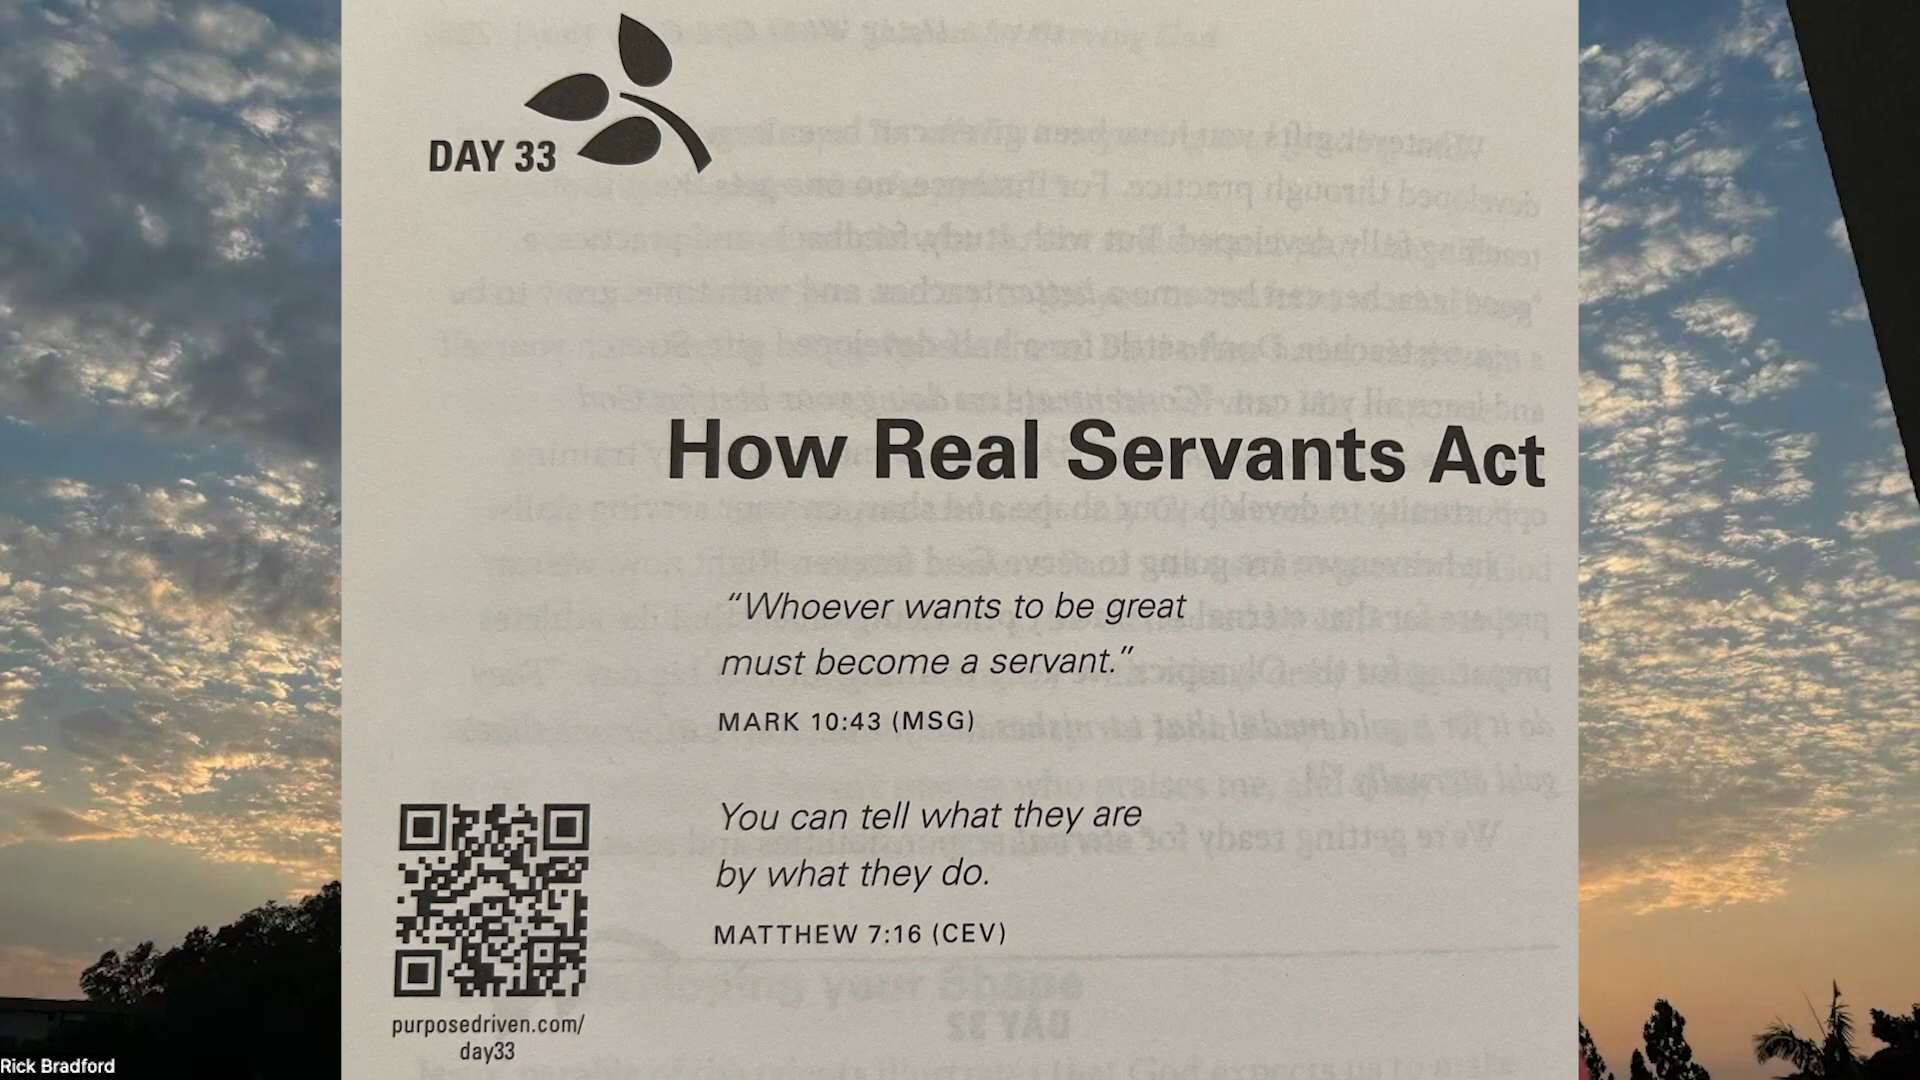 DAY 33
How Real Servants Act
“Whoever wants to be great
must become a servant.”
MARK 10:43 (MSG)
You can tell what they are
by what they do.
MATTHEW 7:16 (CEV)
purposedriven.com/
day33
Rick Bradford